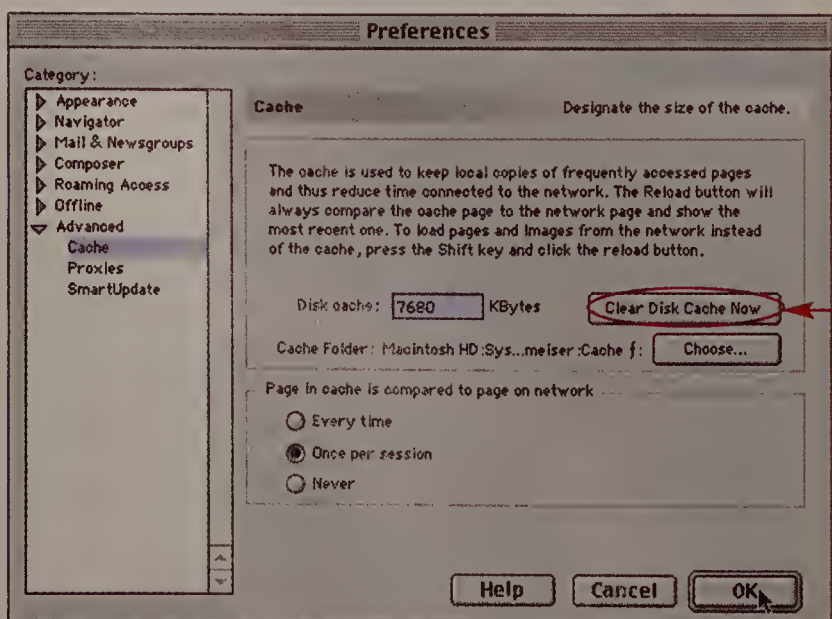 Preferences
Category:
Appearance
Navigator
Mail & Newsgroups
Composer
Roaming Access
Offline
Advanced
Cache
Proxies
SmartUpdate
Cache
Designate the size of the cache.
The cache is used to keep local copies of frequently accessed pages
and thus reduce time connected to the network. The Reload button will
always compare the cache page to the network page and show the
most recent one. To load pages and images from the network instead
of the cache, press the Shift key and click the reload button.
Disk cache: 7680 KBytes Clear Disk Cache Now
Cache Folder: Macintosh HD:Sys...meiser:Cache ƒ: Choose...
Page in cache is compared to page on network
Every time
Once per session
Never
Help Cancel OK